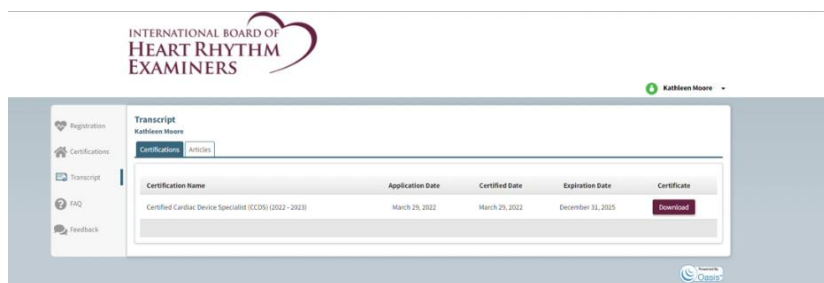 INTERNATIONAL BOARD OF
HEART RHYTHM
EXAMINERS
Kathleen Moore
Registration
Certifications
Transcript
FAQ
Feedback
Transcript
Kathleen Moore
Certifications Articles
Certification Name Application Date Certified Date Expiration Date Certificate
Certified Cardiac Device Specialist (CCDS) (2022 - 2023) March 29, 2022 March 29, 2022 December 31, 2025 Download
Powered By
Oasis